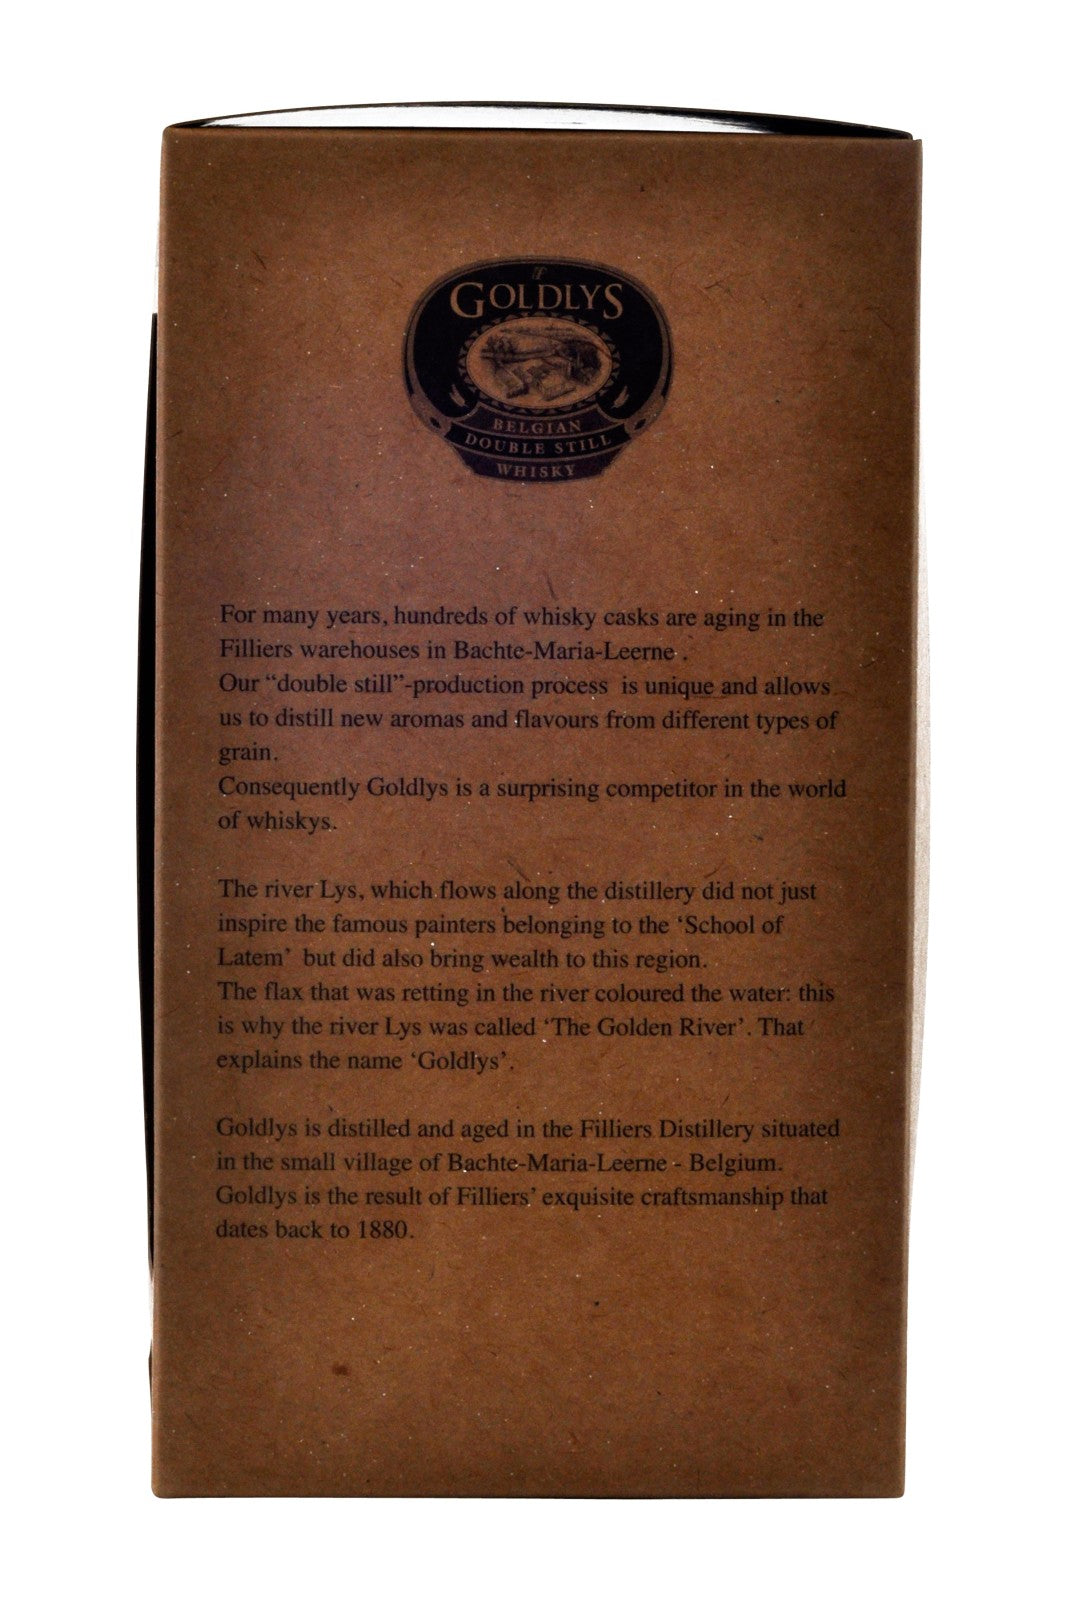 GOLDLYS
BELGIAN
DOUBLE STILL
WHISKY
For many years, hundreds of whisky casks are aging in the
Filliers warehouses in Bachte-Maria-Leerne .
Our “double still”-production process is unique and allows
us to distill new aromas and flavours from different types of
grain.
Consequently Goldlys is a surprising competitor in the world
of whiskys.
The river Lys, which flows along the distillery did not just
inspire the famous painters belonging to the ‘School of
Latem’ but did also bring wealth to this region.
The flax that was retting in the river coloured the water: this
is why the river Lys was called ‘The Golden River’. That
explains the name ‘Goldlys’.
Goldlys is distilled and aged in the Filliers Distillery situated
in the small village of Bachte-Maria-Leerne - Belgium.
Goldlys is the result of Filliers’ exquisite craftsmanship that
dates back to 1880.